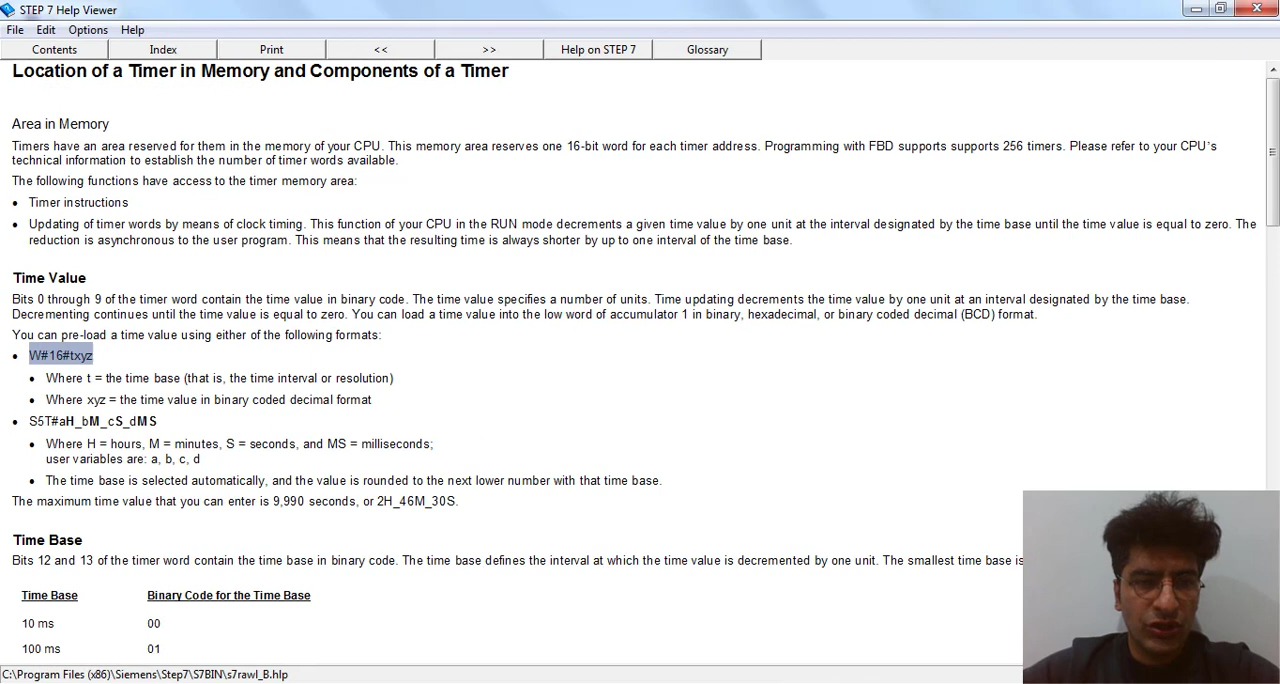 STEP 7 Help Viewer
File Edit Options Help
Contents Index Print << >> Help on STEP 7 Glossary
Location of a Timer in Memory and Components of a Timer
Area in Memory
Timers have an area reserved for them in the memory of your CPU. This memory area reserves one 16-bit word for each timer address. Programming with FBD supports supports 256 timers. Please refer to your CPU's
technical information to establish the number of timer words available.
The following functions have access to the timer memory area:
• Timer instructions
• Updating of timer words by means of clock timing. This function of your CPU in the RUN mode decrements a given time value by one unit at the interval designated by the time base until the time value is equal to zero. The
reduction is asynchronous to the user program. This means that the resulting time is always shorter by up to one interval of the time base.
Time Value
Bits 0 through 9 of the timer word contain the time value in binary code. The time value specifies a number of units. Time updating decrements the time value by one unit at an interval designated by the time base.
Decrementing continues until the time value is equal to zero. You can load a time value into the low word of accumulator 1 in binary, hexadecimal, or binary coded decimal (BCD) format.
You can pre-load a time value using either of the following formats:
• W#16#txyz
• Where t = the time base (that is, the time interval or resolution)
• Where xyz = the time value in binary coded decimal format
• S5T#aH_bM_cS_dMS
• Where H = hours, M = minutes, S = seconds, and MS = milliseconds;
user variables are: a, b, c, d
• The time base is selected automatically, and the value is rounded to the next lower number with that time base.
The maximum time value that you can enter is 9,990 seconds, or 2H_46M_30S.
Time Base
Bits 12 and 13 of the timer word contain the time base in binary code. The time base defines the interval at which the time value is decremented by one unit. The smallest time base is
Time Base Binary Code for the Time Base
10 ms 00
100 ms 01
C:\Program Files (x86)\Siemens\Step7\S7BIN\s7rawl_B.hlp